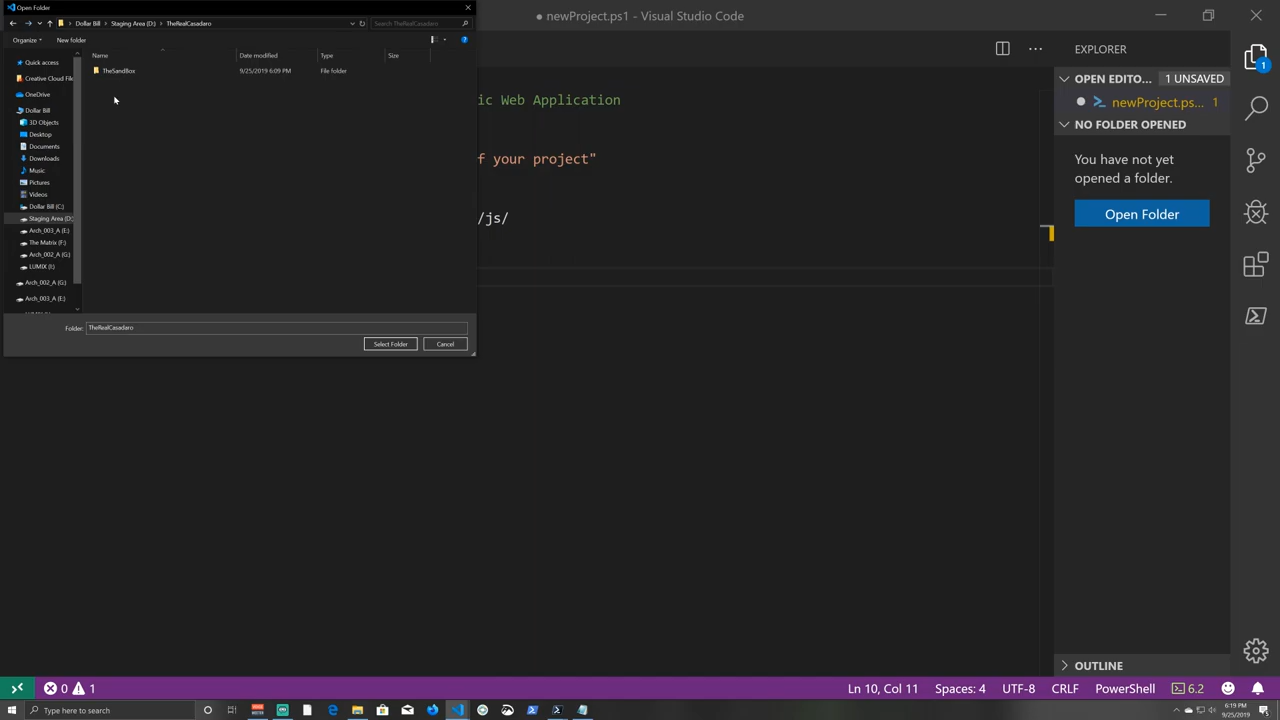 Open Folder
Dollar Bill > Staging Area (D:) > TheRealCasadaro
Search TheRealCasadaro
Organize
New folder
Name
Date modified
Type
Size
TheSandBox
9/25/2019 6:09 PM
File folder
Quick access
Creative Cloud File
OneDrive
Dollar Bill
3D Objects
Desktop
Documents
Downloads
Music
Pictures
Videos
Dollar Bill (C:)
Staging Area (D:
Arch_003_A (E:)
The Matrix (F:)
Arch_002_A (G:)
LUMIX (I:)
Arch_002_A (G:)
Arch_003_A (E:)
Folder:
TheRealCasadaro
Select Folder
Cancel
● newProject.ps1 - Visual Studio Code
ic Web Application
f your project"
/js/
EXPLORER
OPEN EDITO...
1 UNSAVED
newProject.ps...
1
NO FOLDER OPENED
You have not yet
opened a folder.
Open Folder
OUTLINE
1
0
1
Ln 10, Col 11
Spaces: 4
UTF-8
CRLF
PowerShell
6.2
Type here to search
6:19 PM
9/25/2019